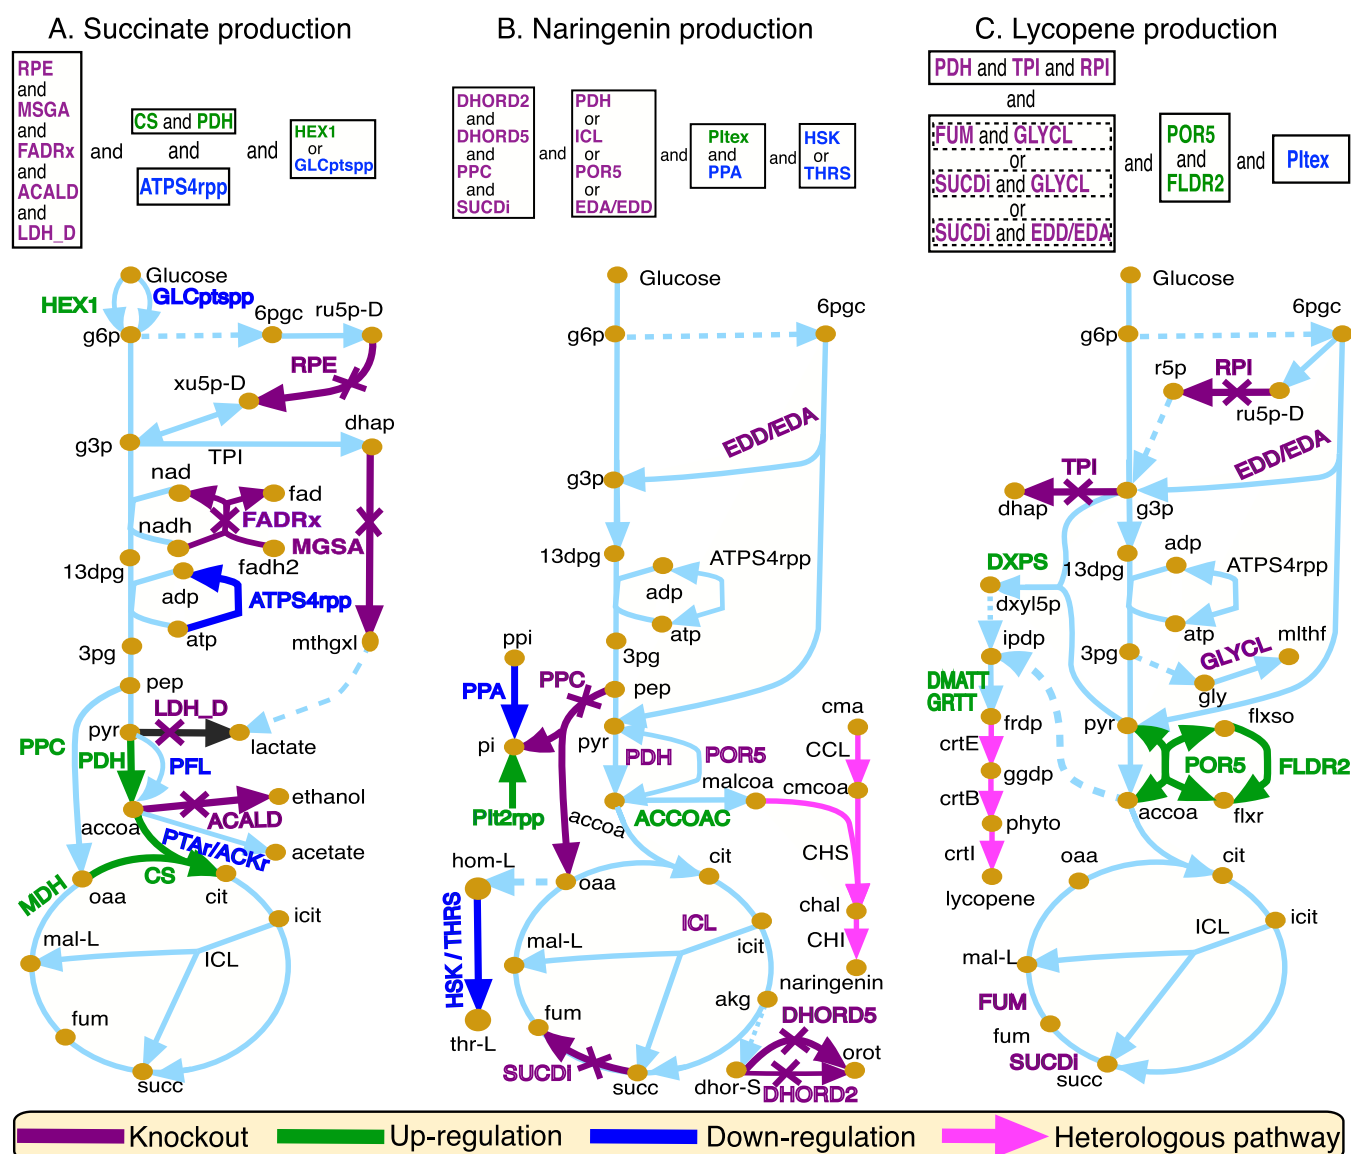 A. Succinate production
RPE
and
MSGA
and
FADRx
and
ACALD
and
LDH_D
and
CS and PDH
and
ATPS4rpp
and
HEX1
or
GLCptspp
Glucose
HEX1
GLCptspp
g6p
6pgc
ru5p-D
RPE
xu5p-D
g3p
dhap
TPI
nad
fad
FADRx
nadh
fadh2
MGSA
13dpg
adp
ATPS4rpp
atp
3pg
mthgxl
pep
LDH_D
pyr
lactate
PPC
PDH
PFL
ethanol
accoa
ACALD
PTAr/ACKr
acetate
MDH
CS
oaa
cit
icit
mal-L
ICL
fum
succ
B. Naringenin production
DHORD2
and
DHORD5
and
PPC
and
SUCDi
and
PDH
or
ICL
or
POR5
or
EDA/EDD
and
PItex
and
PPA
and
HSK
or
THRS
Glucose
g6p
6pgc
EDD/EDA
g3p
13dpg
ATPS4rpp
adp
atp
ppi
3pg
PPA
PPC
pep
pi
pyr
PDH
POR5
cma
CCL
malcoa
cmcoa
PIt2rpp
accoa
ACCOAC
CHS
hom-L
oaa
cit
chal
HSK / THRS
ICL
CHI
mal-L
icit
naringenin
akg
fum
DHORD5
thr-L
orot
SUCDi
succ
dhor-S
DHORD2
C. Lycopene production
PDH and TPI and RPI
and
FUM and GLYCL
or
SUCDi and GLYCL
or
SUCDi and EDD/EDA
and
POR5
and
FLDR2
and
PItex
Glucose
6pgc
g6p
r5p
RPI
ru5p-D
EDD/EDA
TPI
dhap
g3p
adp
DXPS
13dpg
ATPS4rpp
dxyl5p
atp
mlthf
ipdp
3pg
GLYCL
gly
DMATT
GRTT
frdp
pyr
flxso
crtE
POR5
FLDR2
ggdp
crtB
accoa
flxr
phyto
crtI
oaa
cit
lycopene
icit
ICL
mal-L
FUM
fum
SUCDi
succ
Knockout
Up-regulation
Down-regulation
Heterologous pathway